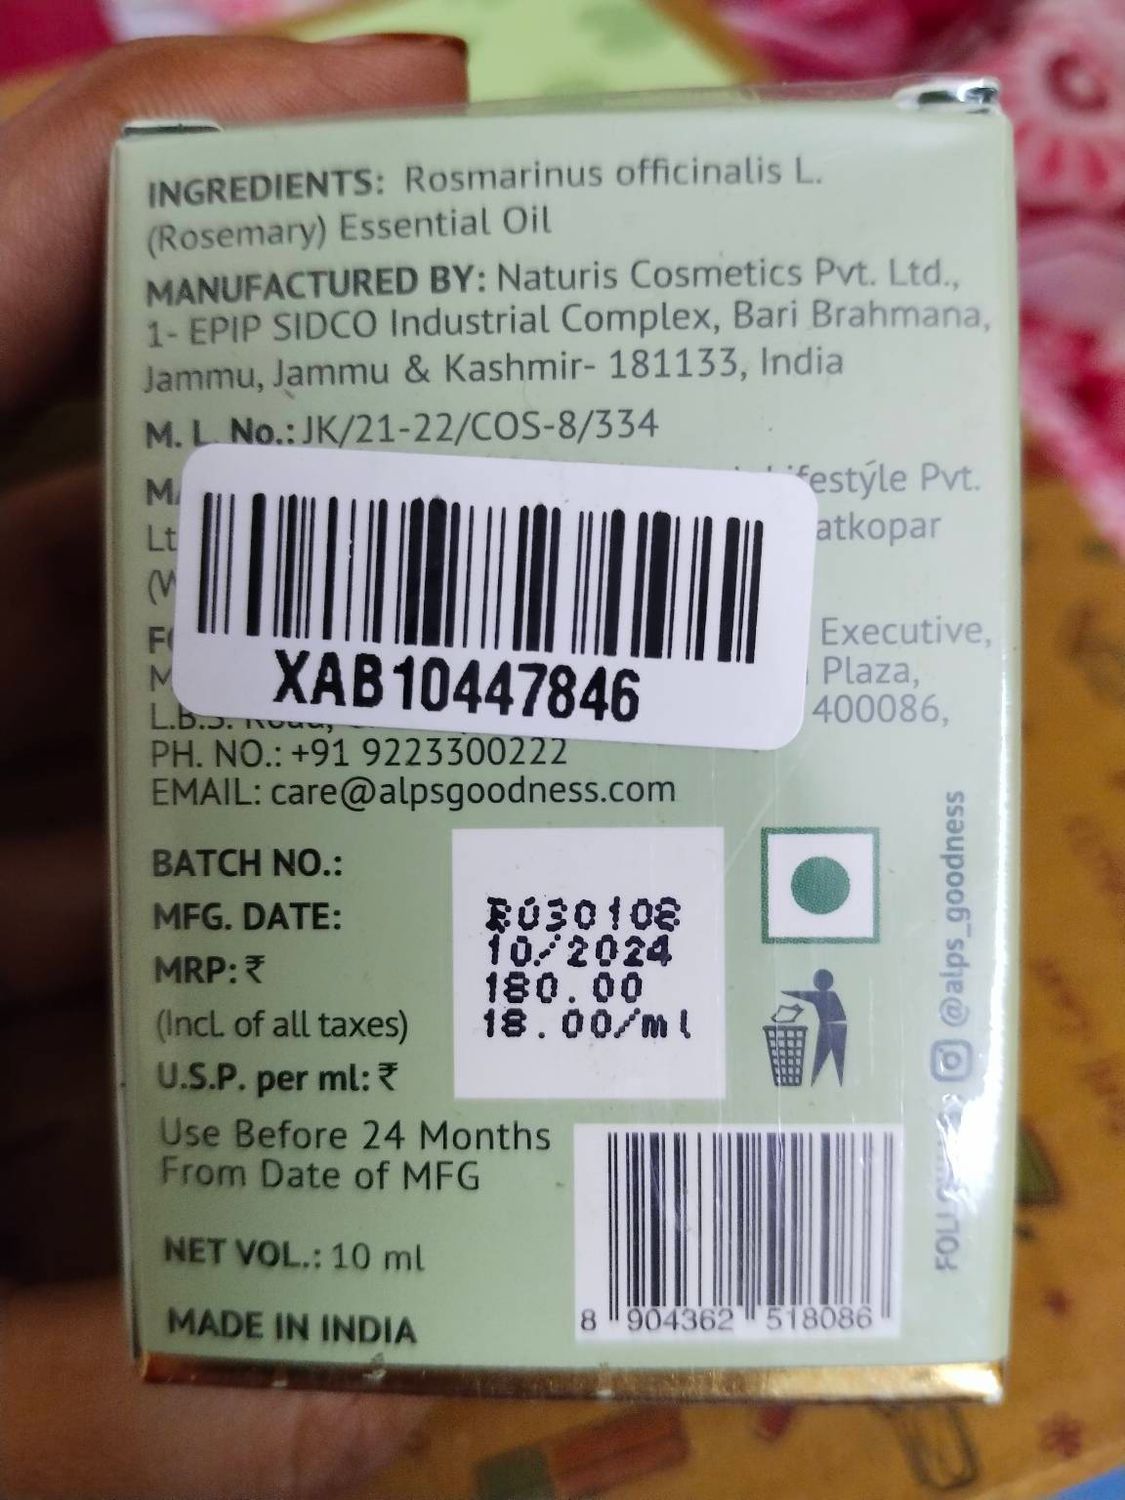 INGREDIENTS: Rosmarinus officinalis L.
(Rosemary) Essential Oil
MANUFACTURED BY: Naturis Cosmetics Pvt. Ltd.,
1- EPIP SIDCO Industrial Complex, Bari Brahmana,
Jammu, Jammu & Kashmir- 181133, India
M. L. No.: JK/21-22/COS-8/334
Pvt.
XAB10447846
Executive,
Plaza,
L.B.S. Road,
400086,
PH. NO.: +91 9223300222
EMAIL: care@alpsgoodness.com
BATCH NO.:
MFG. DATE:
MRP: ₹
(Incl. of all taxes)
U.S.P. per ml: ₹
10/2024
180.00
18.00/ml
Use Before 24 Months
From Date of MFG
NET VOL.: 10 ml
MADE IN INDIA
8 904362 518086
@alps_goodness